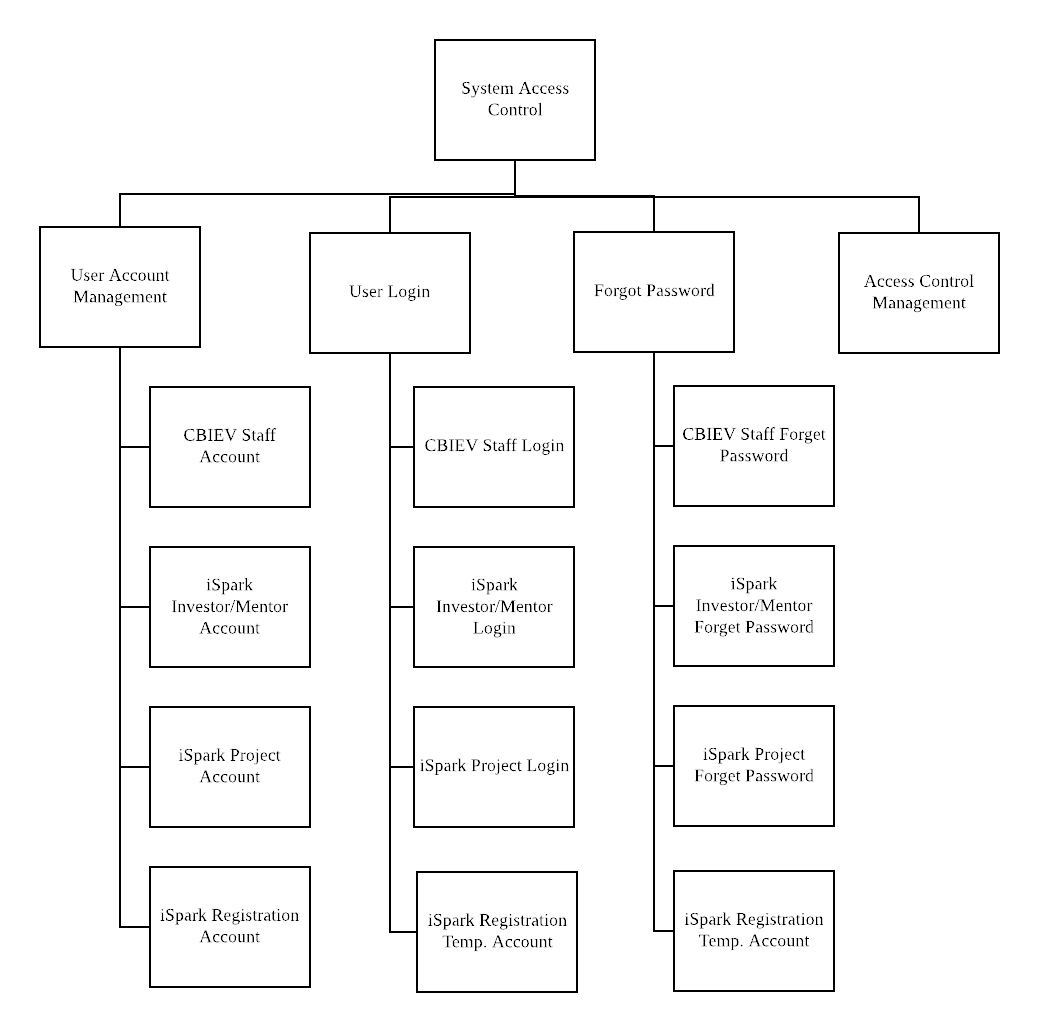 System Access
Control
User Account
Management
User Login
Forgot Password
Access Control
Management
CBIEV Staff
Account
CBIEV Staff Login
CBIEV Staff Forget
Password
iSpark
Investor/Mentor
Account
iSpark
Investor/Mentor
Login
iSpark
Investor/Mentor
Forget Password
iSpark Project
Account
iSpark Project Login
iSpark Project
Forget Password
iSpark Registration
Account
iSpark Registration
Temp. Account
iSpark Registration
Temp. Account